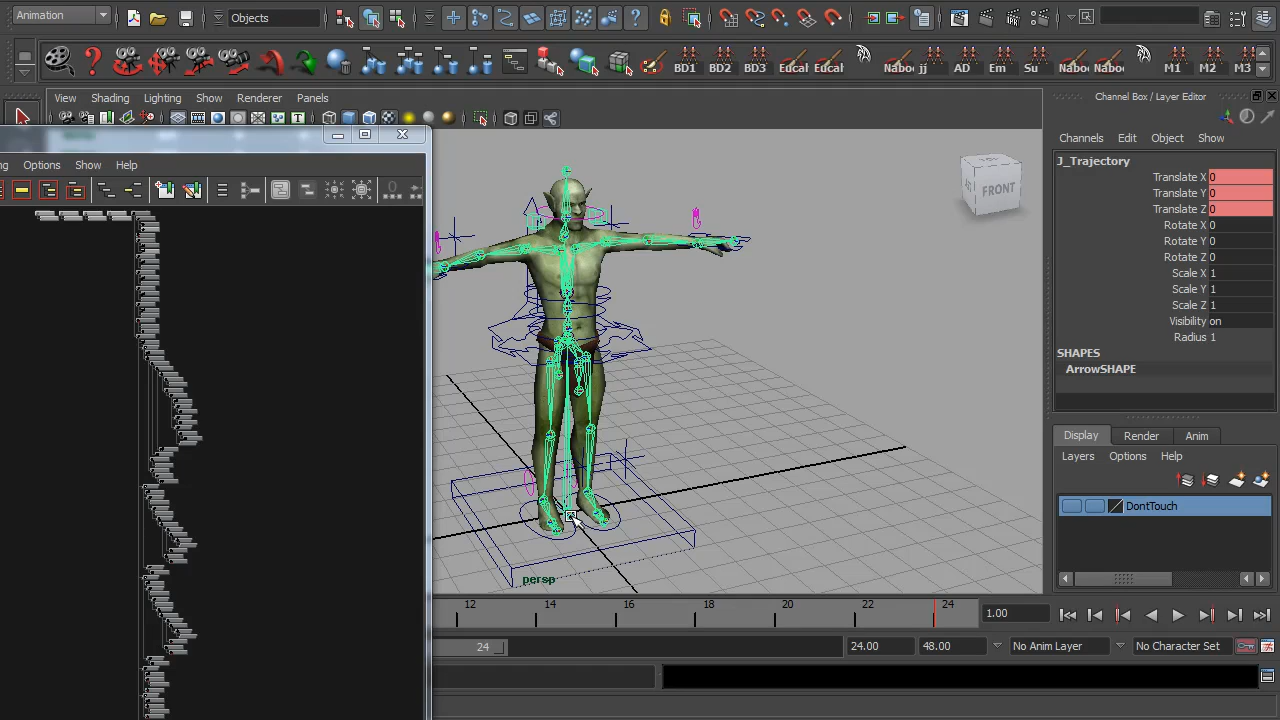 Animation
Objects
BD1 BD2 BD3 Eucal Eucal Naboc jj AD Em Su Naboc Naboc M1 M2 M3
View Shading Lighting Show Renderer Panels
Channel Box / Layer Editor
Options Show Help
Channels Edit Object Show
J_Trajectory
Translate X 0
Translate Y 0
Translate Z 0
Rotate X 0
Rotate Y 0
Rotate Z 0
Scale X 1
Scale Y 1
Scale Z 1
Visibility on
Radius 1
SHAPES
ArrowSHAPE
FRONT
persp
Display Render Anim
Layers Options Help
DontTouch
12 14 16 18 20 22 24
1.00
24
24.00 48.00 No Anim Layer No Character Set